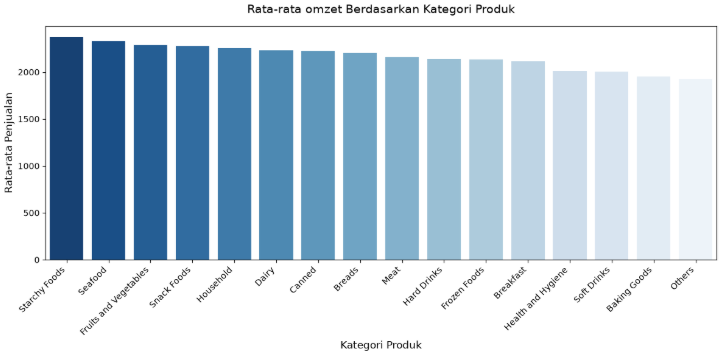 Rata-rata omzet Berdasarkan Kategori Produk
Rata-rata Penjualan
2000
1500
1000
500
0
Starchy Foods
Seafood
Fruits and Vegetables
Snack Foods
Household
Dairy
Canned
Breads
Meat
Hard Drinks
Frozen Foods
Breakfast
Health and Hygiene
Soft Drinks
Baking Goods
Others
Kategori Produk